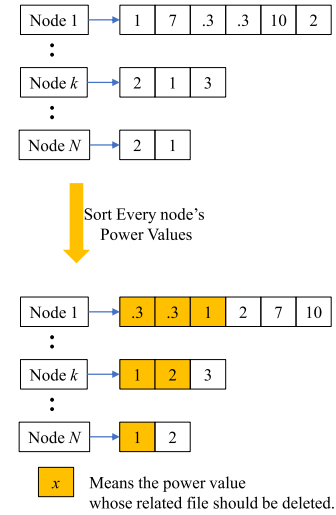 Node 1 1 7 .3 .3 10 2
Node k 2 1 3
Node N 2 1
Sort Every node's
Power Values
Node 1 .3 .3 1 2 7 10
Node k 1 2 3
Node N 1 2
x Means the power value
whose related file should be deleted.